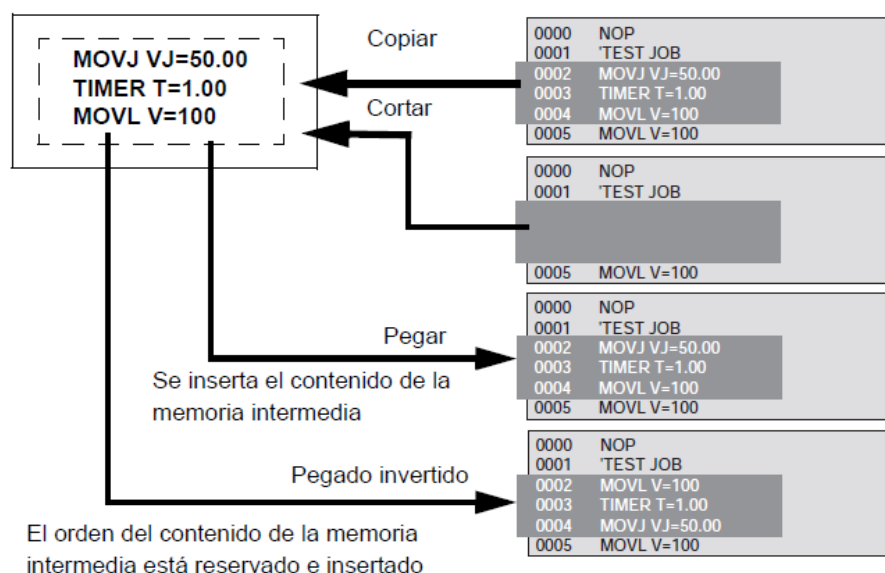 MOVJ VJ=50.00
TIMER T=1.00
MOVL V=100
Copiar
Cortar
0000 NOP
0001 'TEST JOB
0002 MOVJ VJ=50.00
0003 TIMER T=1.00
0004 MOVL V=100
0005 MOVL V=100
0000 NOP
0001 'TEST JOB
0005 MOVL V=100
Pegar
Se inserta el contenido de la
memoria intermedia
0000 NOP
0001 'TEST JOB
0002 MOVJ VJ=50.00
0003 TIMER T=1.00
0004 MOVL V=100
0005 MOVL V=100
Pegado invertido
El orden del contenido de la memoria
intermedia está reservado e insertado
0000 NOP
0001 'TEST JOB
0002 MOVL V=100
0003 TIMER T=1.00
0004 MOVJ VJ=50.00
0005 MOVL V=100